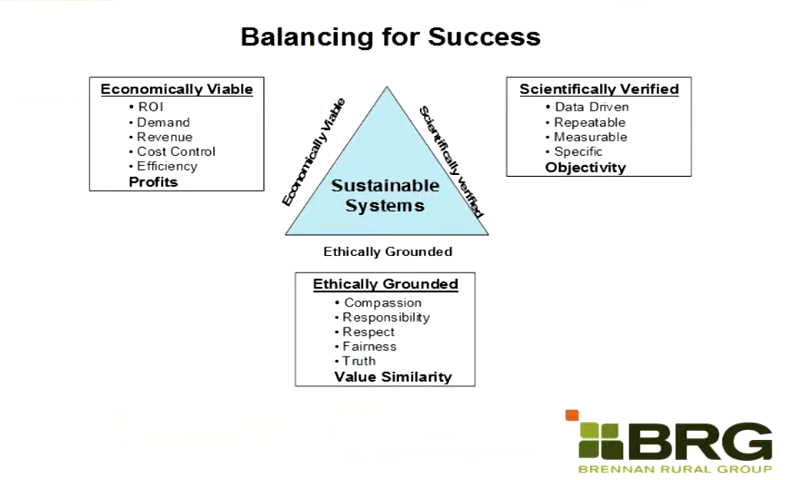 Balancing for Success
Economically Viable
• ROI
• Demand
• Revenue
• Cost Control
• Efficiency
Profits
Economically Viable
Scientifically verified
Sustainable
Systems
Ethically Grounded
Scientifically Verified
• Data Driven
• Repeatable
• Measurable
• Specific
Objectivity
Ethically Grounded
• Compassion
• Responsibility
• Respect
• Fairness
• Truth
Value Similarity
BRG
BRENNAN RURAL GROUP